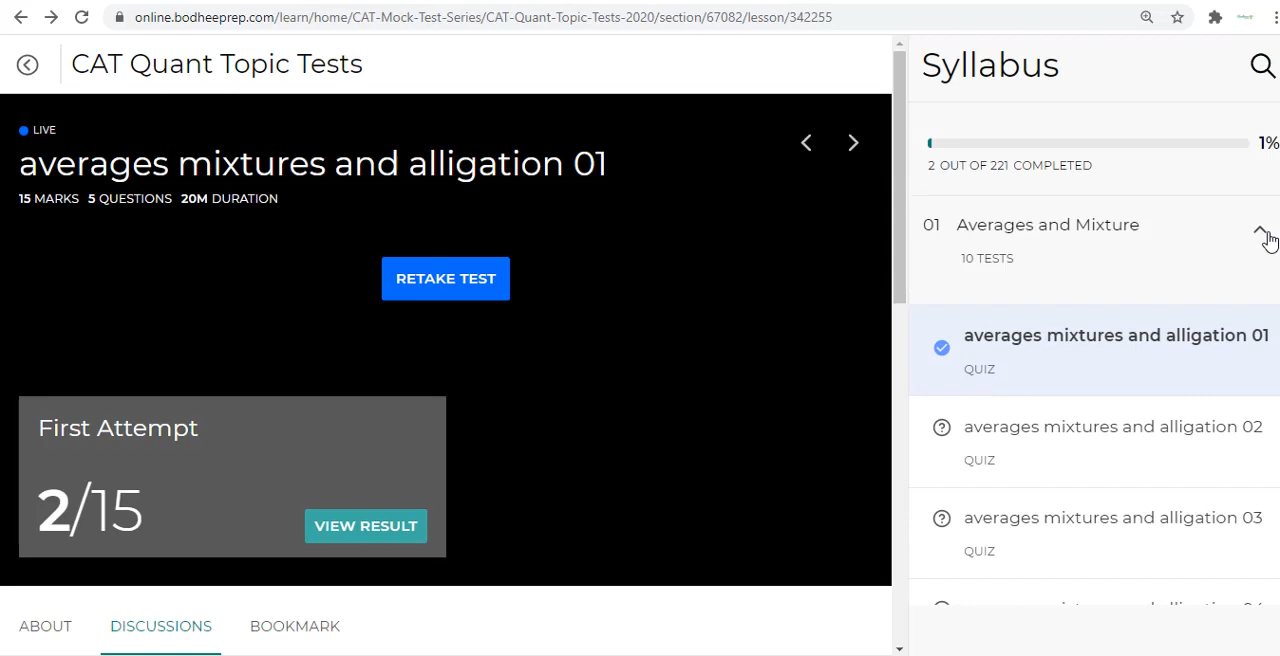 online.bodheeprep.com/learn/home/CAT-Mock-Test-Series/CAT-Quant-Topic-Tests-2020/section/67082/lesson/342255
CAT Quant Topic Tests
LIVE
averages mixtures and alligation 01
15 MARKS 5 QUESTIONS 20M DURATION
RETAKE TEST
First Attempt
2/15
VIEW RESULT
ABOUT DISCUSSIONS BOOKMARK
Syllabus
1%
2 OUT OF 221 COMPLETED
01 Averages and Mixture
10 TESTS
averages mixtures and alligation 01
QUIZ
averages mixtures and alligation 02
QUIZ
averages mixtures and alligation 03
QUIZ